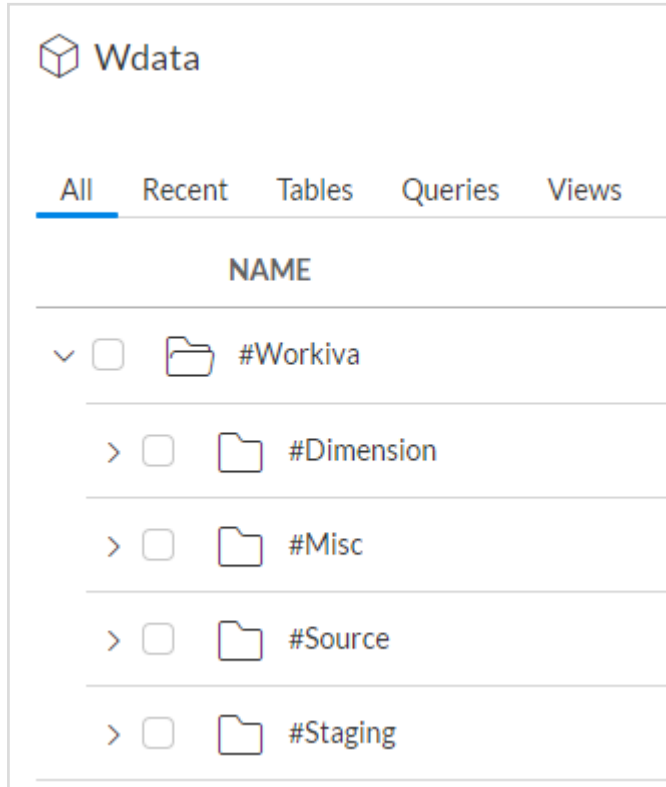 Wdata
All Recent Tables Queries Views
NAME
#Workiva
#Dimension
#Misc
#Source
#Staging